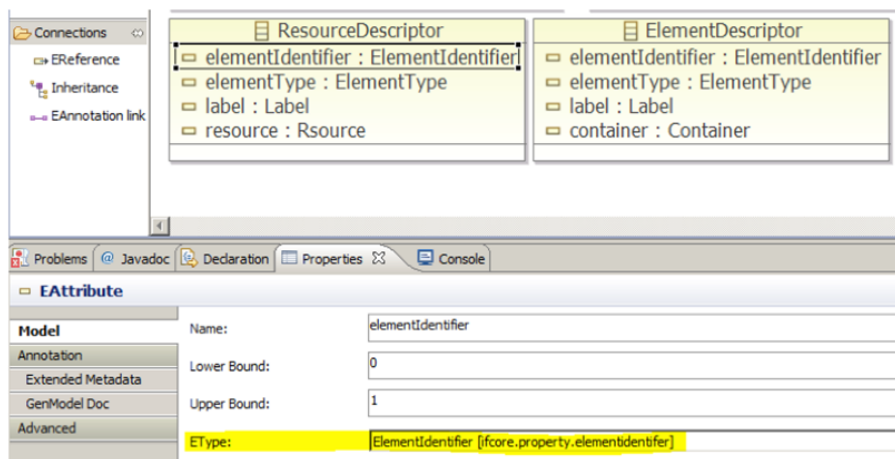 Connections
EReference
Inheritance
EAnnotation link
ResourceDescriptor
elementIdentifier : ElementIdentifier
elementType : ElementType
label : Label
resource : Rsource
ElementDescriptor
elementIdentifier : ElementIdentifier
elementType : ElementType
label : Label
container : Container
Problems @ Javadoc Declaration Properties Console
EAttribute
Model
Annotation
Extended Metadata
GenModel Doc
Advanced
Name: elementIdentifier
Lower Bound: 0
Upper Bound: 1
EType: ElementIdentifier [ifcore.property.elementidentifer]